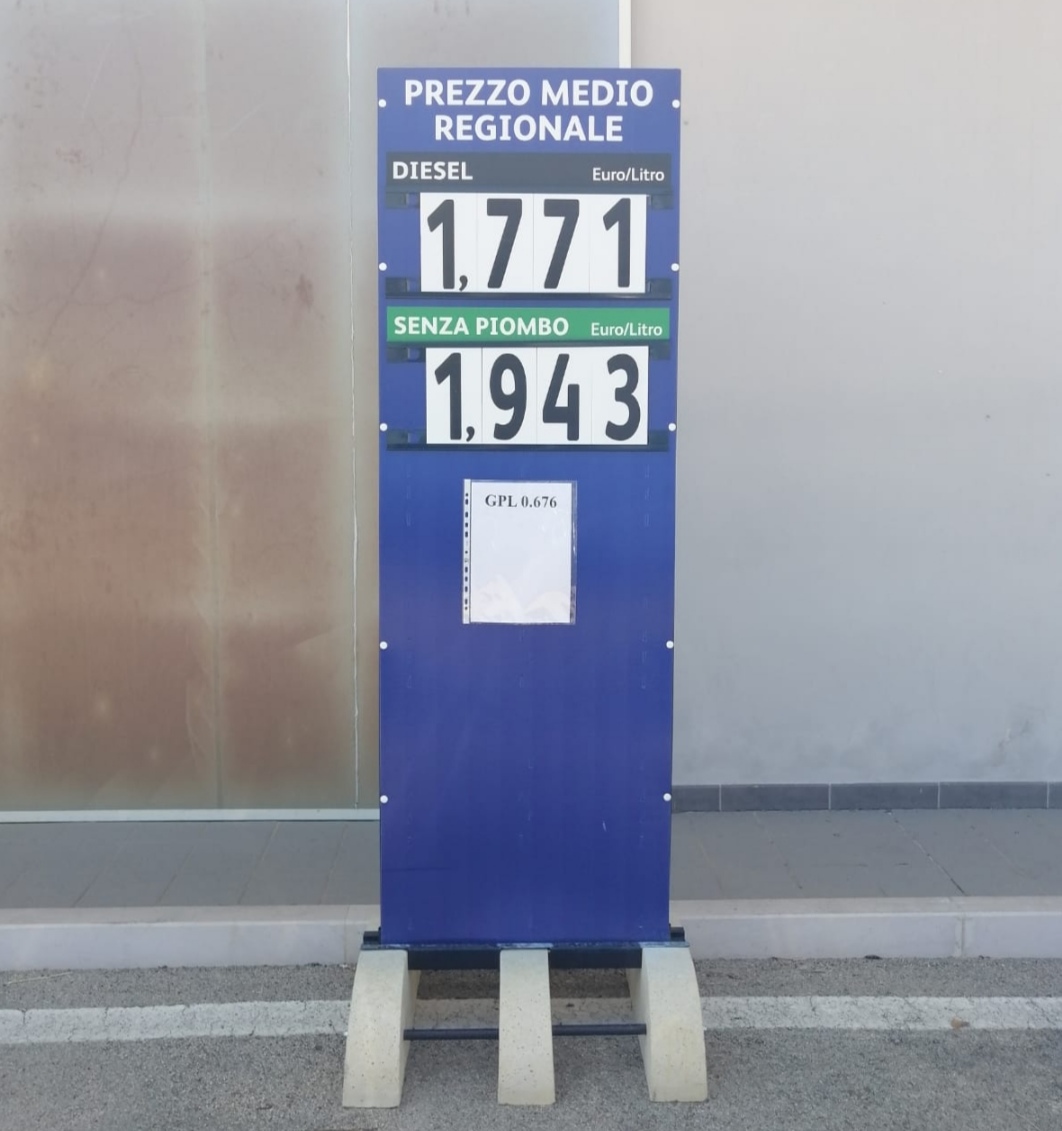 PREZZO MEDIO
REGIONALE
DIESEL Euro/Litro
1,771
SENZA PIOMBO Euro/Litro
1,943
GPL 0.676